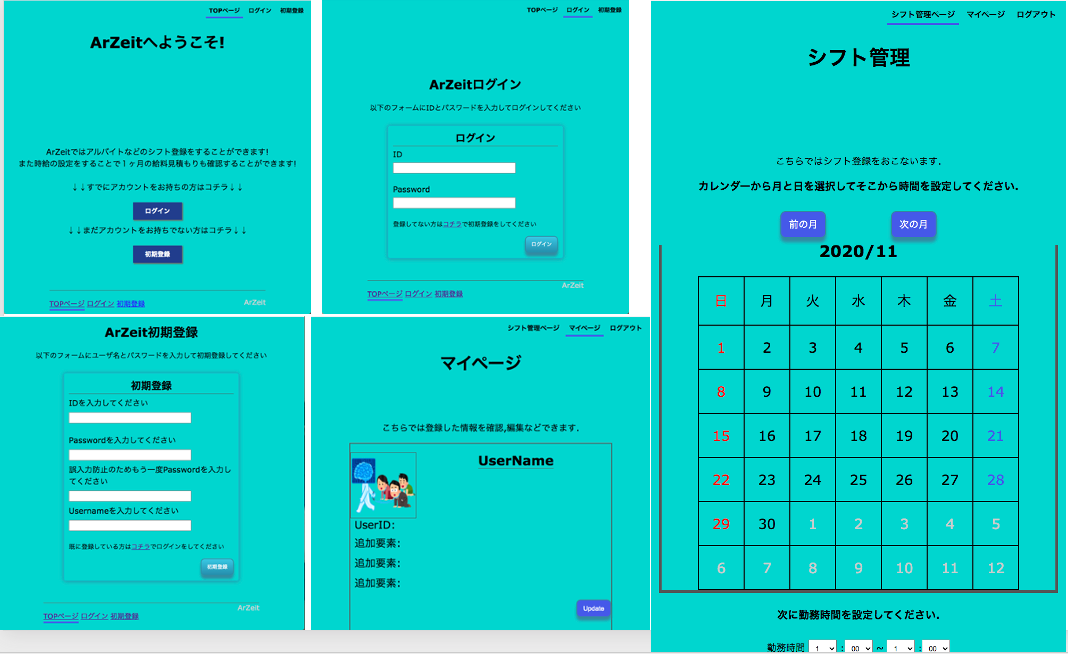 TOPページ ログイン 初期登録
ArZeitへようこそ!
ArZeitではアルバイトなどのシフト登録をすることができます!
また時給の設定をすることで１ヶ月の給料見積もりも確認することができます!
↓↓すでにアカウントをお持ちの方はコチラ↓↓
ログイン
↓↓まだアカウントをお持ちでない方はコチラ↓↓
初期登録
TOPページ ログイン 初期登録
ArZeit
TOPページ ログイン 初期登録
ArZeitログイン
以下のフォームにIDとパスワードを入力してログインしてください
ログイン
ID
Password
登録してない方はコチラで初期登録をしてください
ログイン
ArZeit
TOPページ ログイン 初期登録
ArZeit初期登録
以下のフォームにユーザ名とパスワードを入力して初期登録してください
初期登録
IDを入力してください
Passwordを入力してください
誤入力防止のためもう一度Passwordを入力し
てください
Usernameを入力してください
既に登録している方はコチラでログインをしてください
初期登録
ArZeit
TOPページ ログイン 初期登録
シフト管理ページ マイページ ログアウト
マイページ
こちらでは登録した情報を確認,編集などできます.
UserName
UserID:
追加要素:
追加要素:
追加要素:
Update
シフト管理ページ マイページ ログアウト
シフト管理
こちらではシフト登録をおこないます.
カレンダーから月と日を選択してそこから時間を設定してください.
前の月 次の月
2020/11
日 月 火 水 木 金 土
1 2 3 4 5 6 7
8 9 10 11 12 13 14
15 16 17 18 19 20 21
22 23 24 25 26 27 28
29 30 1 2 3 4 5
6 7 8 9 10 11 12
次に勤務時間を設定してください.
勤務時間 1 : 00 ~ 1 : 00